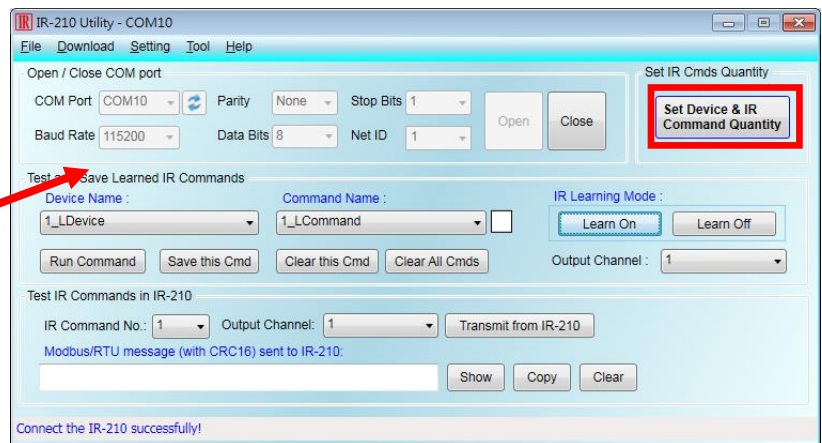 IR IR-210 Utility - COM10
File Download Setting Tool Help
Open / Close COM port
COM Port COM10 Parity None Stop Bits 1
Baud Rate 115200 Data Bits 8 Net ID 1
Open Close
Set IR Cmds Quantity
Set Device & IR
Command Quantity
Test and Save Learned IR Commands
Device Name : Command Name : IR Learning Mode :
1_LDevice 1_LCommand Learn On Learn Off
Run Command Save this Cmd Clear this Cmd Clear All Cmds Output Channel : 1
Test IR Commands in IR-210
IR Command No.: 1 Output Channel: 1 Transmit from IR-210
Modbus/RTU message (with CRC16) sent to IR-210:
Show Copy Clear
Connect the IR-210 successfully!